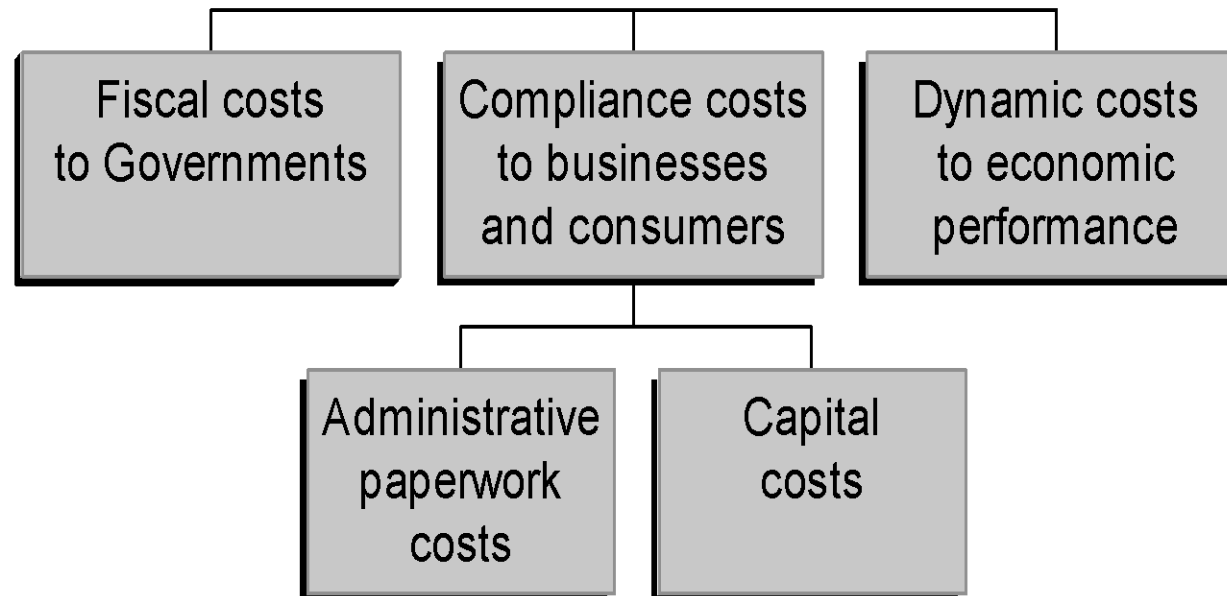 Fiscal costs
to Governments
Compliance costs
to businesses
and consumers
Dynamic costs
to economic
performance
Administrative
paperwork
costs
Capital
costs